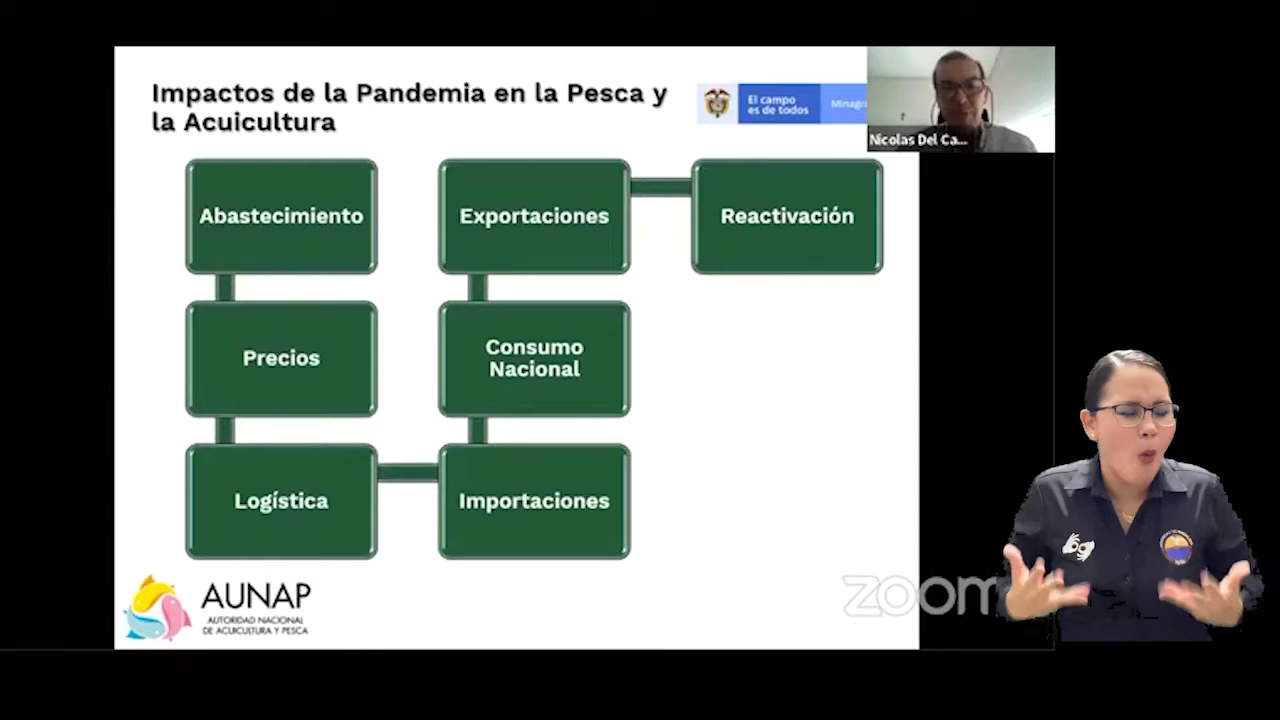 Impactos de la Pandemia en la Pesca y
la Acuicultura
El campo
es de todos
Minagri
Nicolas Del Ca...
Abastecimiento
Exportaciones
Reactivación
Precios
Consumo
Nacional
Logística
Importaciones
AUNAP
AUTORIDAD NACIONAL
DE ACUICULTURA Y PESCA
zoom